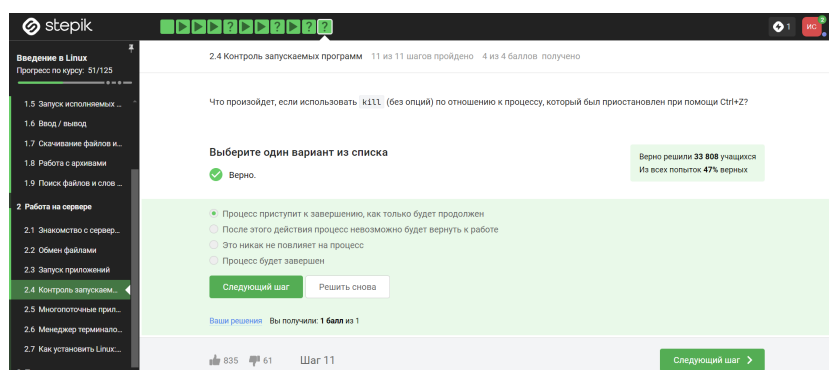 stepik
1
ИС
2
Введение в Linux
Прогресс по курсу: 51/125
2.4 Контроль запускаемых программ 11 из 11 шагов пройдено 4 из 4 баллов получено
1.5 Запуск исполняемых ...
1.6 Ввод / вывод
1.7 Скачивание файлов и...
1.8 Работа с архивами
1.9 Поиск файлов и слов ...
2 Работа на сервере
2.1 Знакомство с сервер...
2.2 Обмен файлами
2.3 Запуск приложений
2.4 Контроль запускаем...
2.5 Многопоточные прил...
2.6 Менеджер терминало...
2.7 Как установить Linux:...
Что произойдет, если использовать kill (без опций) по отношению к процессу, который был приостановлен при помощи Ctrl+Z?
Выберите один вариант из списка
Верно.
Верно решили 33 808 учащихся
Из всех попыток 47% верных
Процесс приступит к завершению, как только будет продолжен
После этого действия процесс невозможно будет вернуть к работе
Это никак не повлияет на процесс
Процесс будет завершен
Следующий шаг
Решить снова
Ваши решения Вы получили: 1 балл из 1
835 61 Шаг 11
Следующий шаг